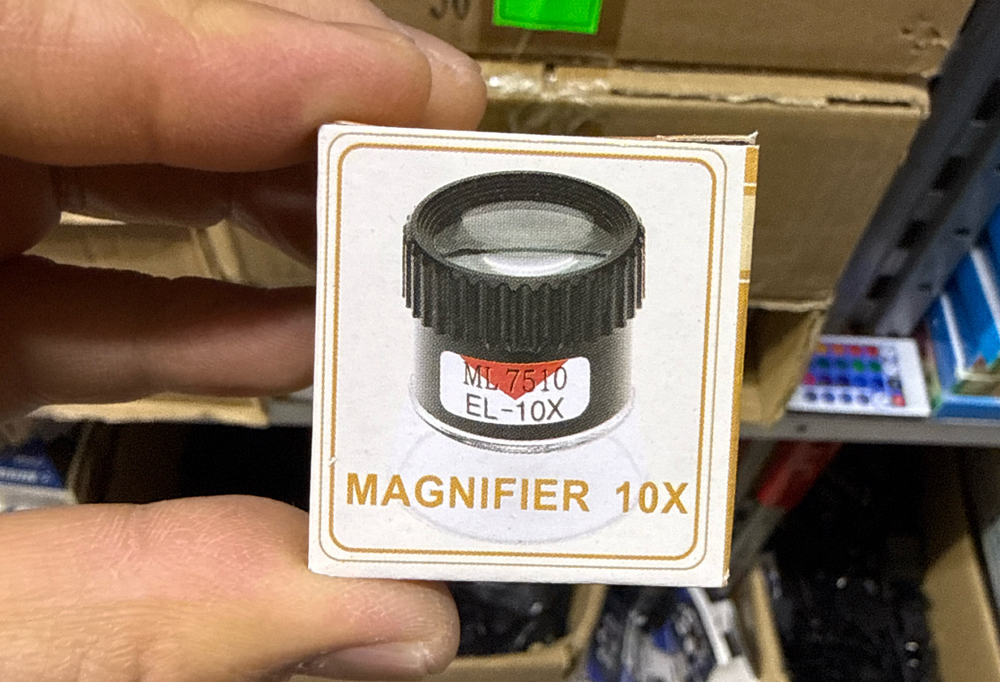 ML 7510
EL-10X
MAGNIFIER 10X